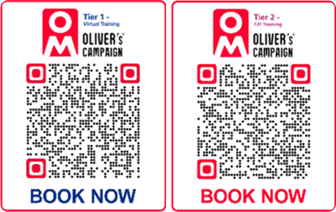 Tier 1 -
Virtual Training
OM
OLIVER's
CAMPAIGN
BOOK NOW
Tier 2 -
F2F Training
OM
OLIVER's
CAMPAIGN
BOOK NOW